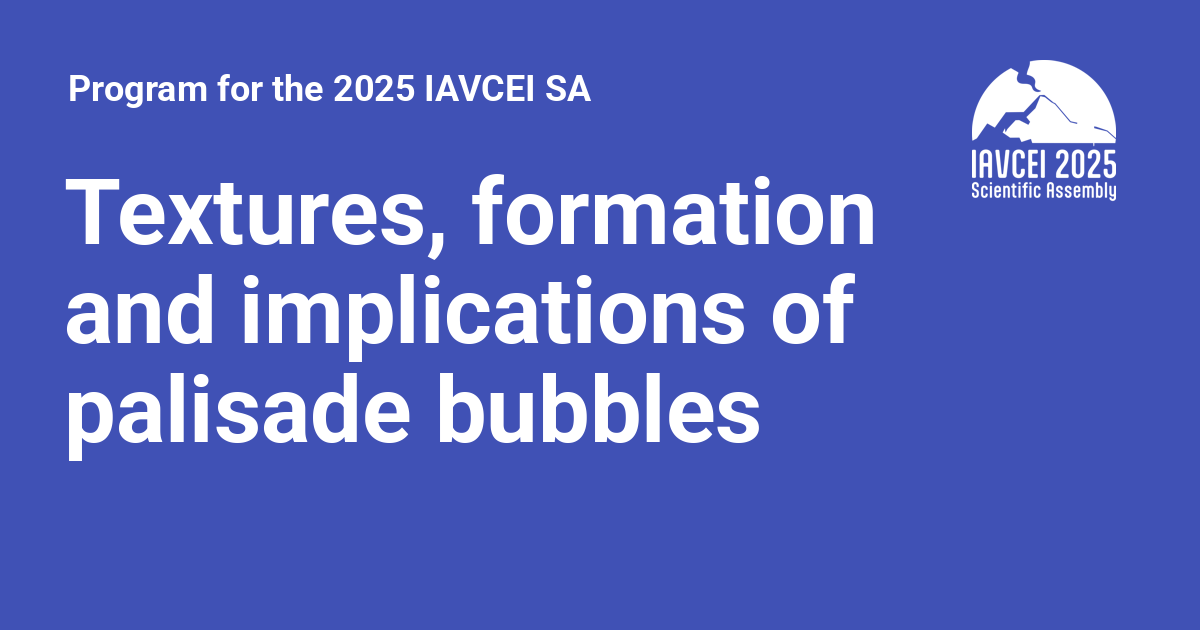 Program for the 2025 IAVCEI SA
IAVCEI 2025
Scientific Assembly
Textures, formation
and implications of
palisade bubbles